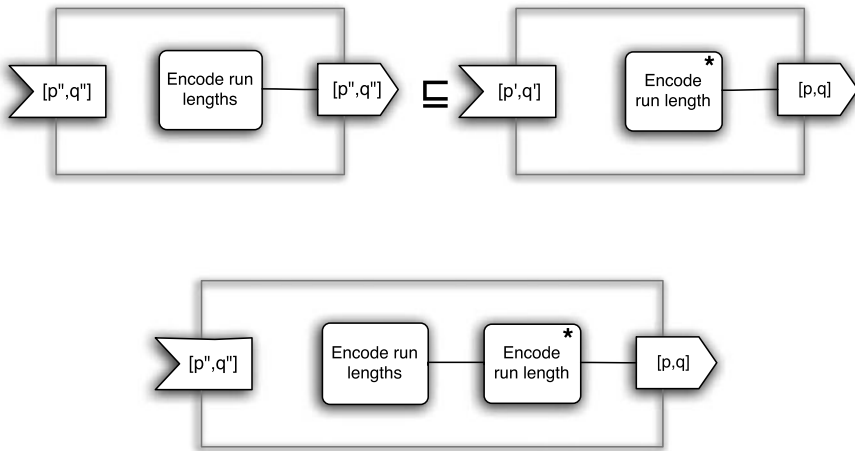 [p",q"]
Encode run
lengths
[p",q"]
⊑
[p',q']
*
Encode
run length
[p,q]
[p",q"]
Encode run
lengths
*
Encode
run length
[p,q]